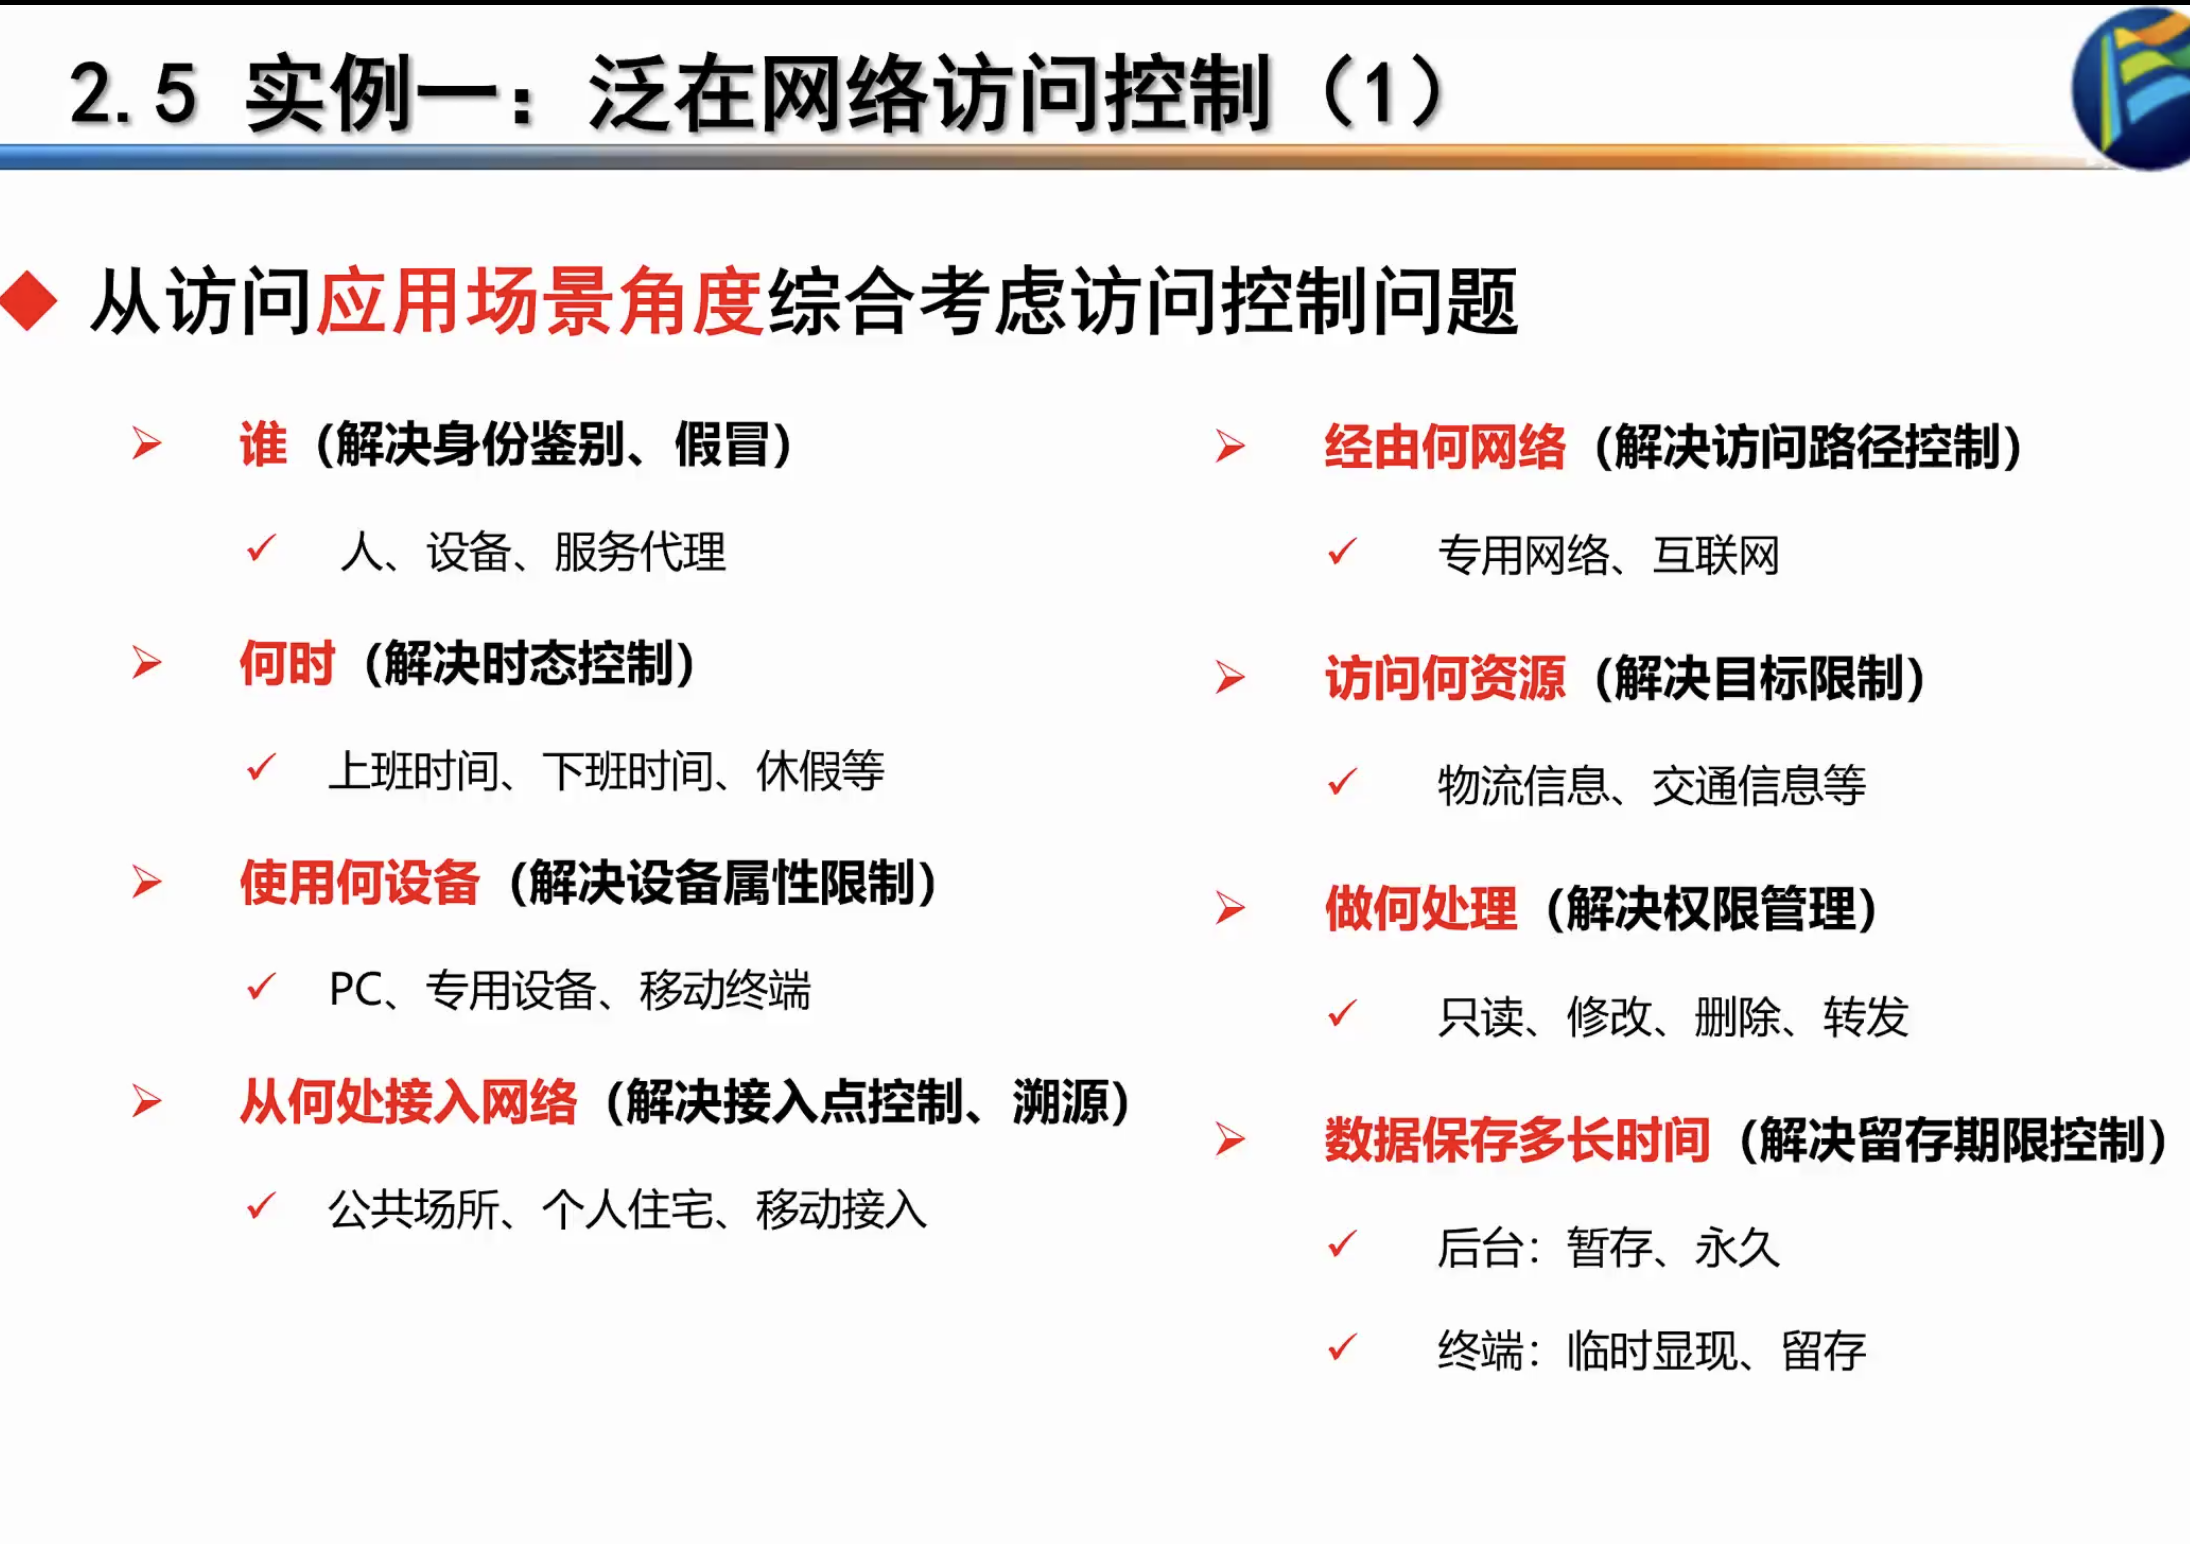 2.5 实例一：泛在网络访问控制（1）
从访问应用场景角度综合考虑访问控制问题
谁（解决身份鉴别、假冒）
人、设备、服务代理
何时（解决时态控制）
上班时间、下班时间、休假等
使用何设备（解决设备属性限制）
PC、专用设备、移动终端
从何处接入网络（解决接入点控制、溯源）
公共场所、个人住宅、移动接入
经由何网络（解决访问路径控制）
专用网络、互联网
访问何资源（解决目标限制）
物流信息、交通信息等
做何处理（解决权限管理）
只读、修改、删除、转发
数据保存多长时间（解决留存期限控制）
后台：暂存、永久
终端：临时显现、留存